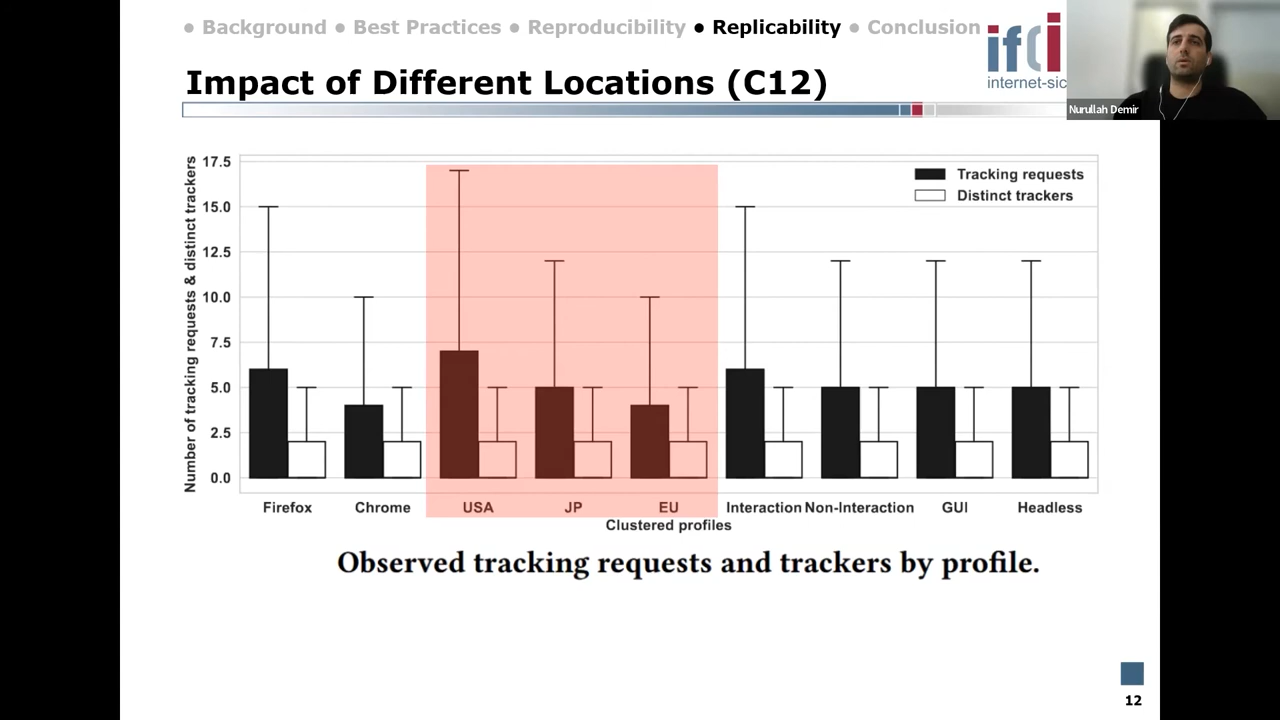 ● Background ● Best Practices ● Reproducibility ● Replicability ● Conclusion
ifi
internet-sic
Nurullah Demir
Impact of Different Locations (C12)
Number of tracking requests & distinct trackers
17.5
15.0
12.5
10.0
7.5
5.0
2.5
0.0
Tracking requests
Distinct trackers
Firefox Chrome USA JP EU Interaction Non-Interaction GUI Headless
Clustered profiles
Observed tracking requests and trackers by profile.
12